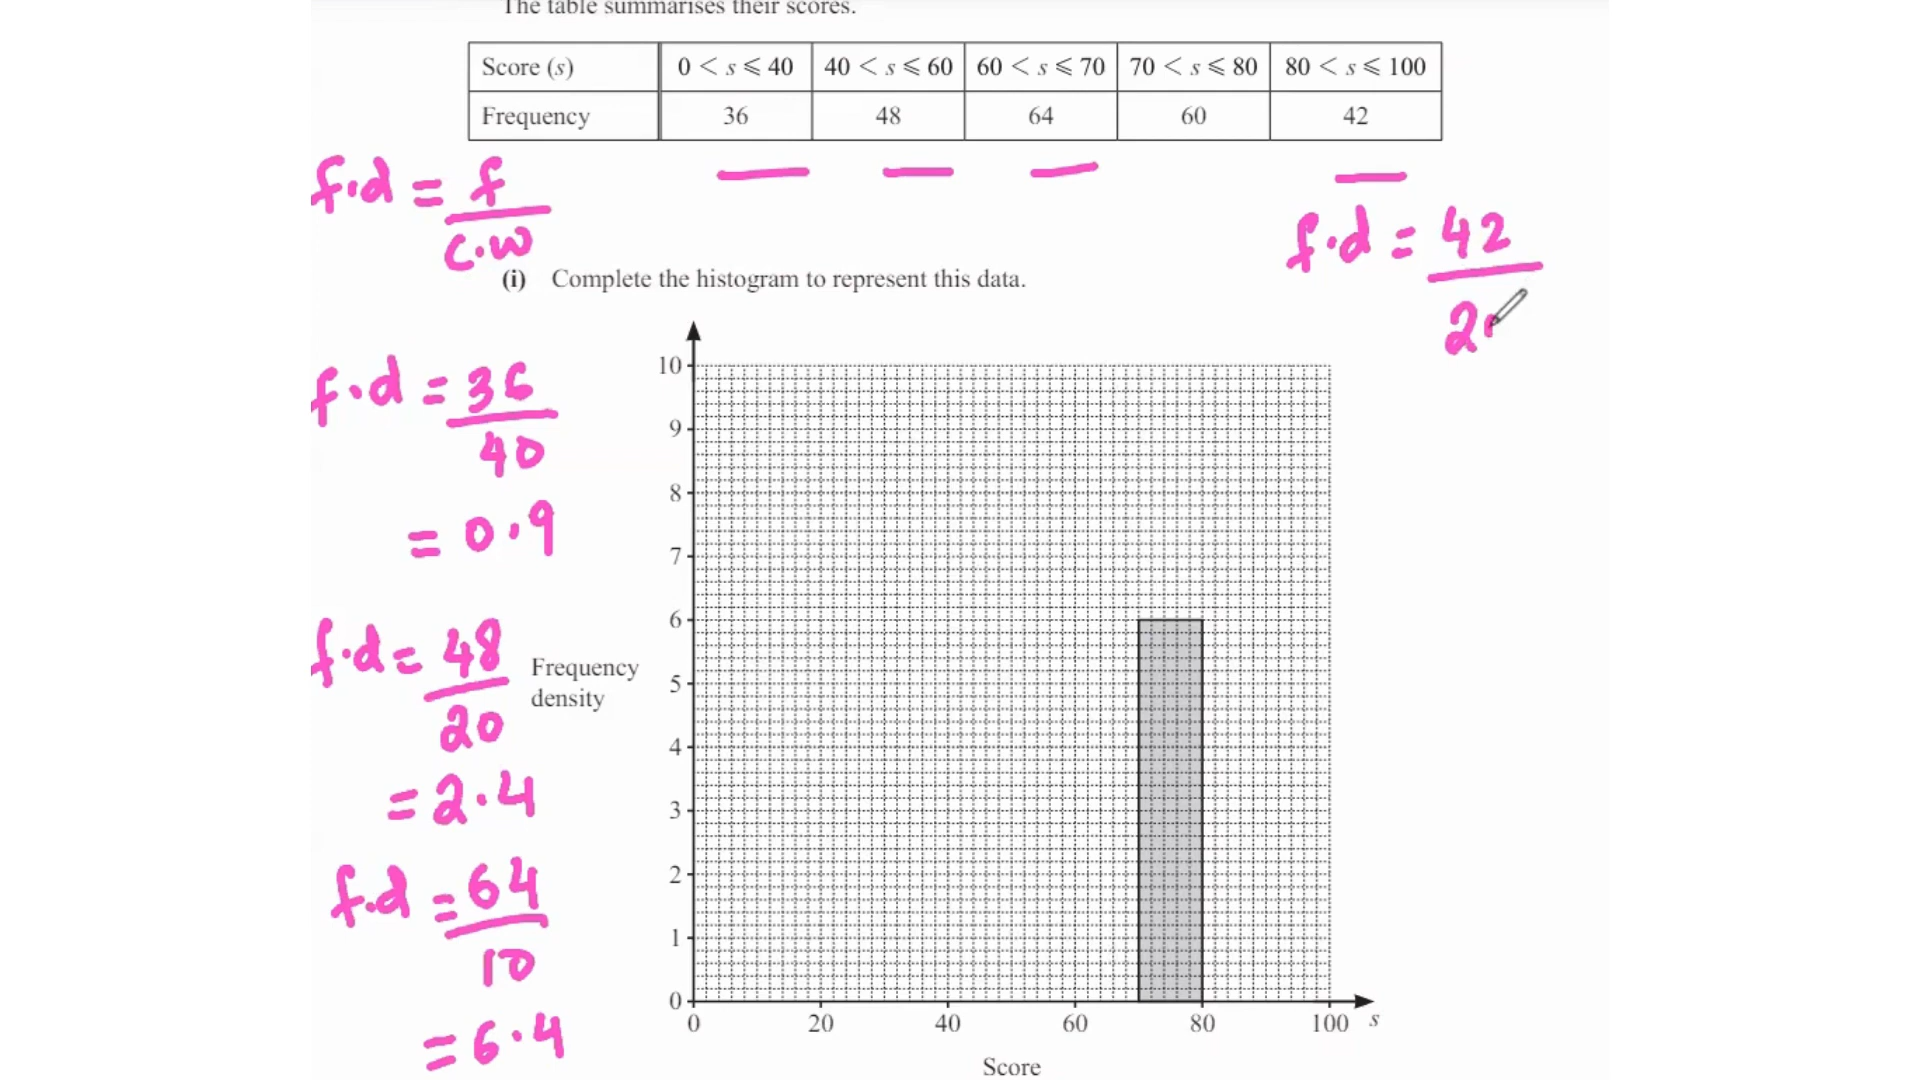 The table summarises their scores.
Score (s) 0 < s ⩽ 40 40 < s ⩽ 60 60 < s ⩽ 70 70 < s ⩽ 80 80 < s ⩽ 100
Frequency 36 48 64 60 42
f.d = f
c.w
f.d = 42
2
(i) Complete the histogram to represent this data.
f.d = 36
40
= 0.9
f.d = 48
20
= 2.4
f.d = 64
10
= 6.4
Frequency
density
10
9
8
7
6
5
4
3
2
1
0
0 20 40 60 80 100 s
Score